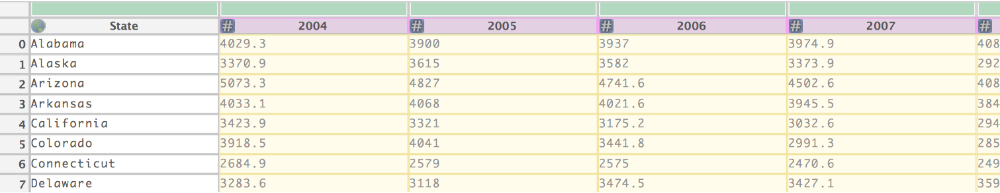 State # 2004 # 2005 # 2006 # 2007 #
0 Alabama 4029.3 3900 3937 3974.9 408
1 Alaska 3370.9 3615 3582 3373.9 292
2 Arizona 5073.3 4827 4741.6 4502.6 408
3 Arkansas 4033.1 4068 4021.6 3945.5 384
4 California 3423.9 3321 3175.2 3032.6 294
5 Colorado 3918.5 4041 3441.8 2991.3 285
6 Connecticut 2684.9 2579 2575 2470.6 249
7 Delaware 3283.6 3118 3474.5 3427.1 359